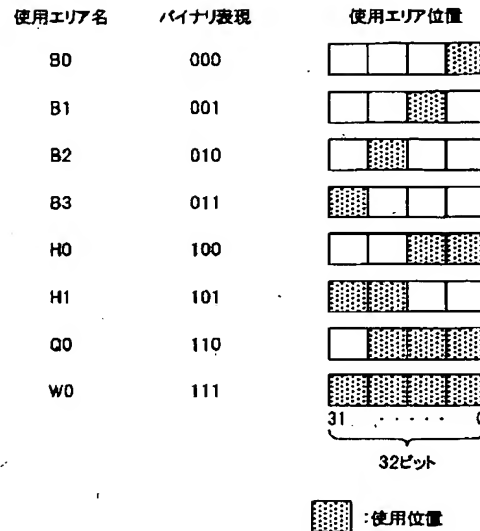 使用エリア名 バイナリ表現 使用エリア位置
B0 000
B1 001
B2 010
B3 011
H0 100
H1 101
Q0 110
W0 111
31 ・・・・・ 0
32ビット
:使用位置